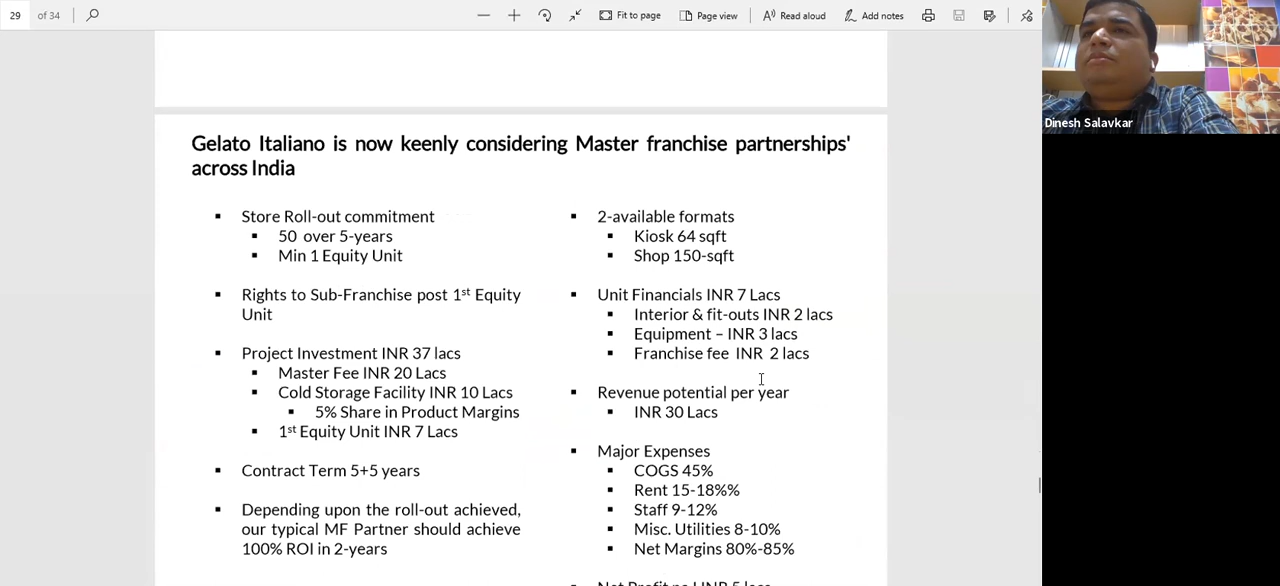 29 of 34
Fit to page
Page view
Read aloud
Add notes
Dinesh Salavkar
Gelato Italiano is now keenly considering Master franchise partnerships'
across India
▪ Store Roll-out commitment
▪ 50 over 5-years
▪ Min 1 Equity Unit
▪ Rights to Sub-Franchise post 1st Equity
Unit
▪ Project Investment INR 37 lacs
▪ Master Fee INR 20 Lacs
▪ Cold Storage Facility INR 10 Lacs
▪ 5% Share in Product Margins
▪ 1st Equity Unit INR 7 Lacs
▪ Contract Term 5+5 years
▪ Depending upon the roll-out achieved,
our typical MF Partner should achieve
100% ROI in 2-years
▪ 2-available formats
▪ Kiosk 64 sqft
▪ Shop 150-sqft
▪ Unit Financials INR 7 Lacs
▪ Interior & fit-outs INR 2 lacs
▪ Equipment – INR 3 lacs
▪ Franchise fee INR 2 lacs
▪ Revenue potential per year
▪ INR 30 Lacs
▪ Major Expenses
▪ COGS 45%
▪ Rent 15-18%%
▪ Staff 9-12%
▪ Misc. Utilities 8-10%
▪ Net Margins 80%-85%